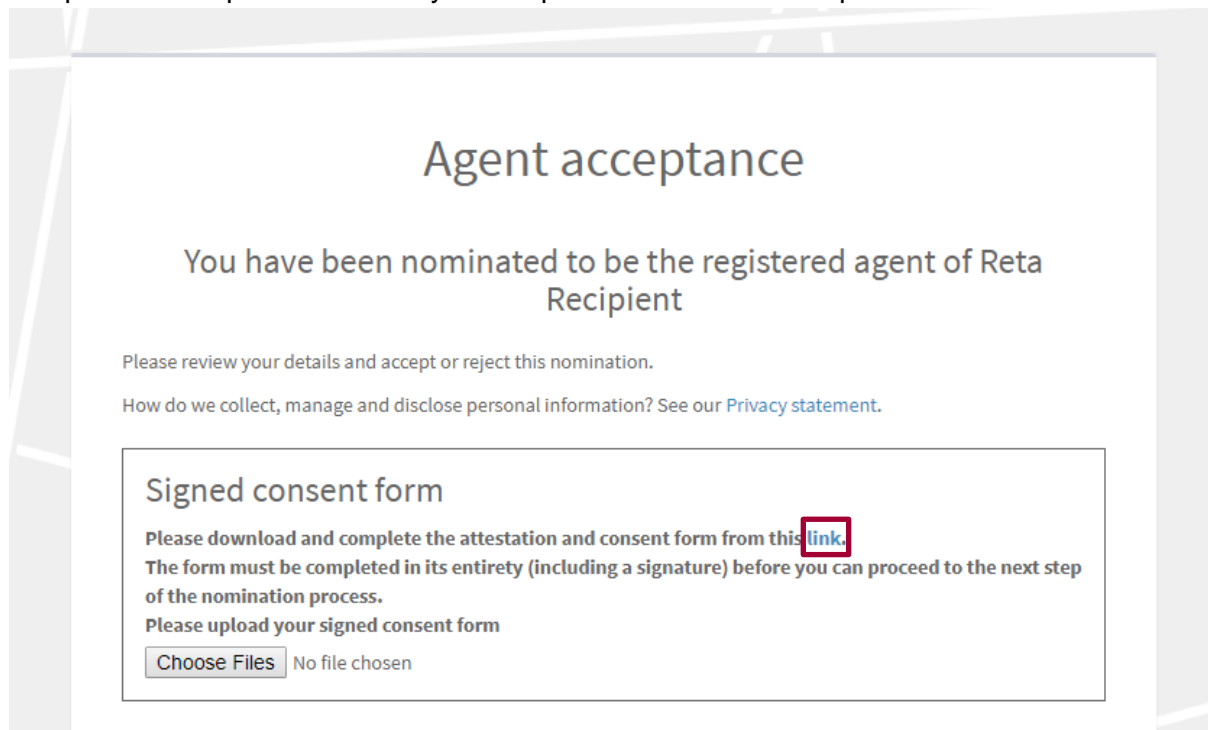 Agent acceptance
You have been nominated to be the registered agent of Reta
Recipient
Please review your details and accept or reject this nomination.
How do we collect, manage and disclose personal information? See our Privacy statement.
Signed consent form
Please download and complete the attestation and consent form from this link.
The form must be completed in its entirety (including a signature) before you can proceed to the next step
of the nomination process.
Please upload your signed consent form
Choose Files No file chosen